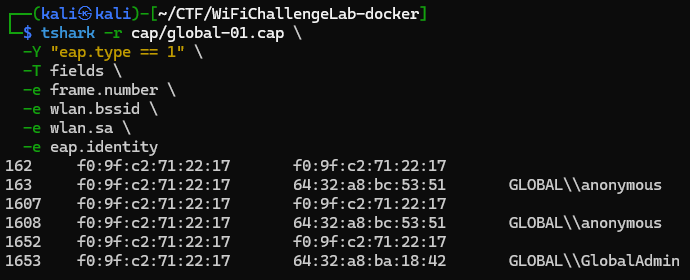 ┌──(kali㉿kali)-[~/CTF/WiFiChallengeLab-docker]
└─$ tshark -r cap/global-01.cap \
  -Y "eap.type == 1" \
  -T fields \
  -e frame.number \
  -e wlan.bssid \
  -e wlan.sa \
  -e eap.identity
162     f0:9f:c2:71:22:17       f0:9f:c2:71:22:17
163     f0:9f:c2:71:22:17       64:32:a8:bc:53:51       GLOBAL\\anonymous
1607    f0:9f:c2:71:22:17       f0:9f:c2:71:22:17
1608    f0:9f:c2:71:22:17       64:32:a8:bc:53:51       GLOBAL\\anonymous
1652    f0:9f:c2:71:22:17       f0:9f:c2:71:22:17
1653    f0:9f:c2:71:22:17       64:32:a8:ba:18:42       GLOBAL\\GlobalAdmin